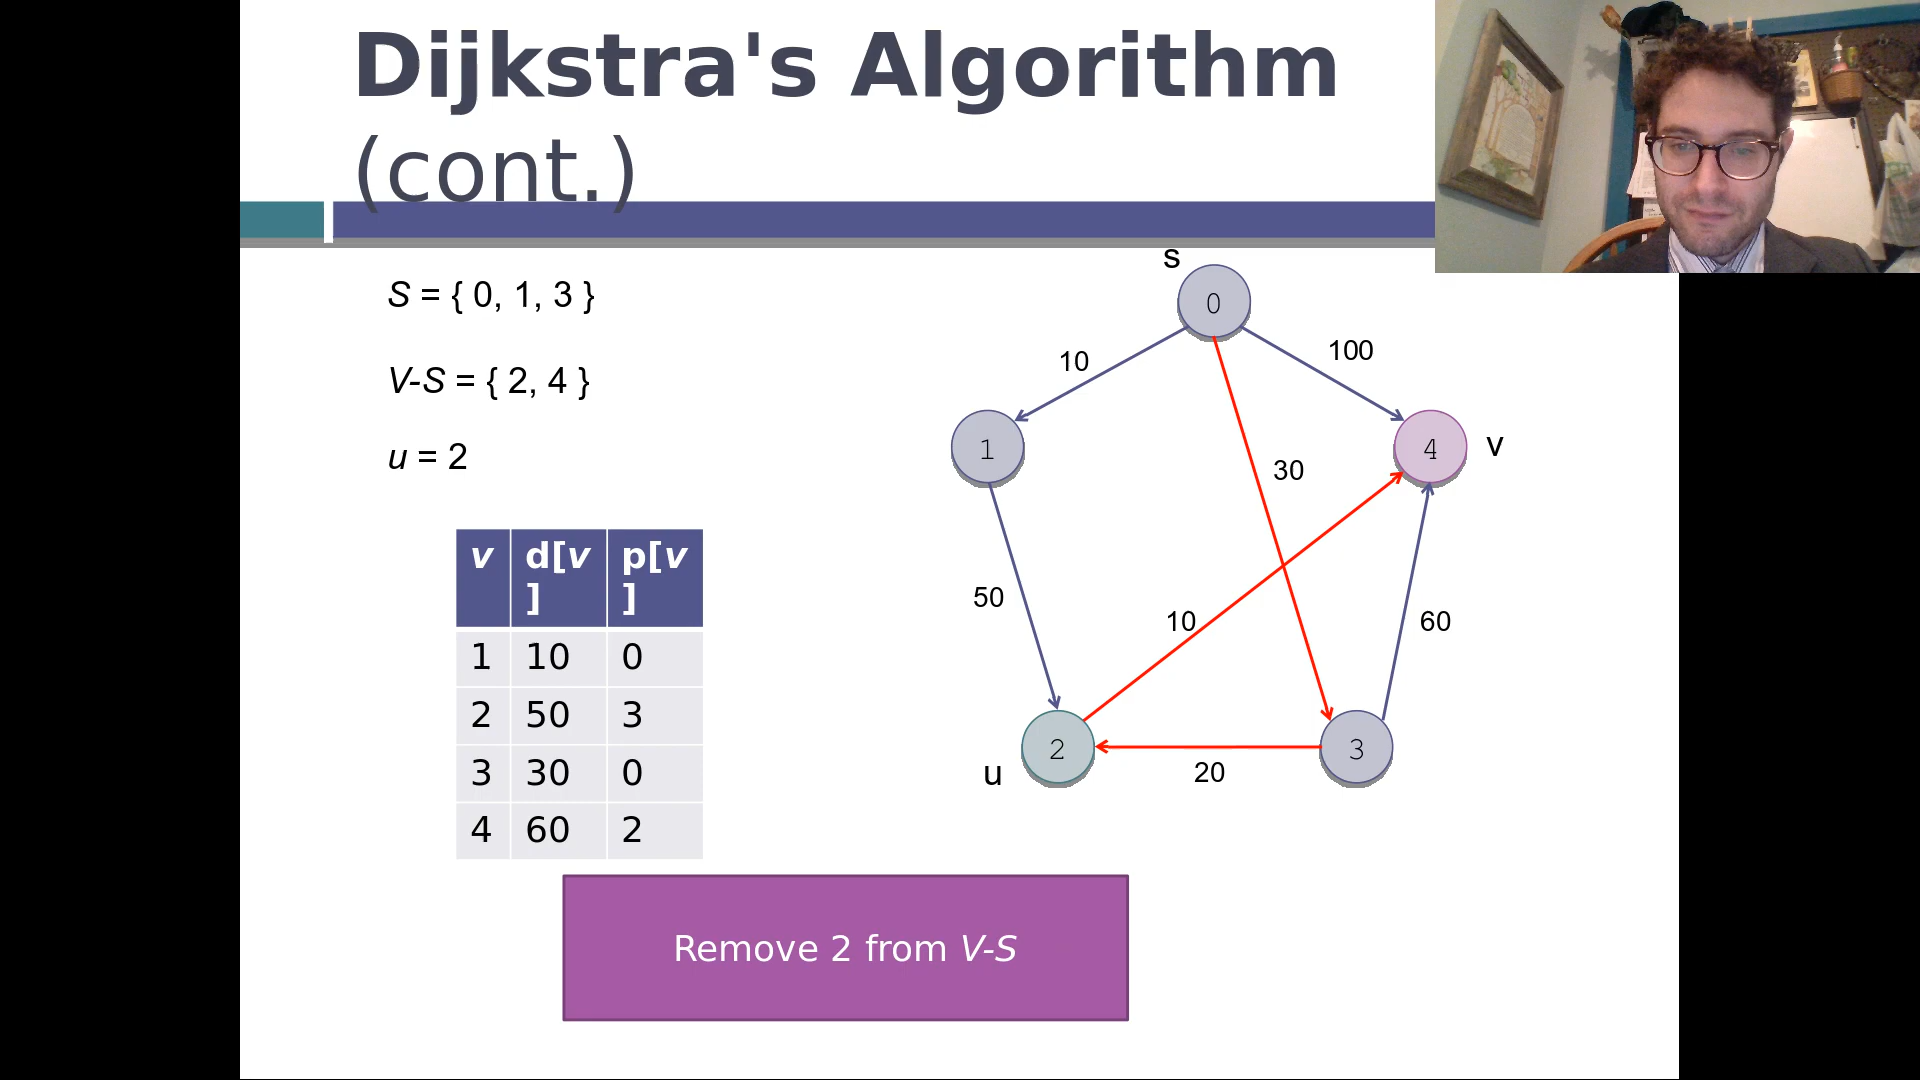 Dijkstra's Algorithm
(cont.)
S = { 0, 1, 3 }
V-S = { 2, 4 }
u = 2
v d[v] p[v]
1 10 0
2 50 3
3 30 0
4 60 2
s
0
10
100
1
4
v
30
50
10
60
2
3
u
20
Remove 2 from V-S